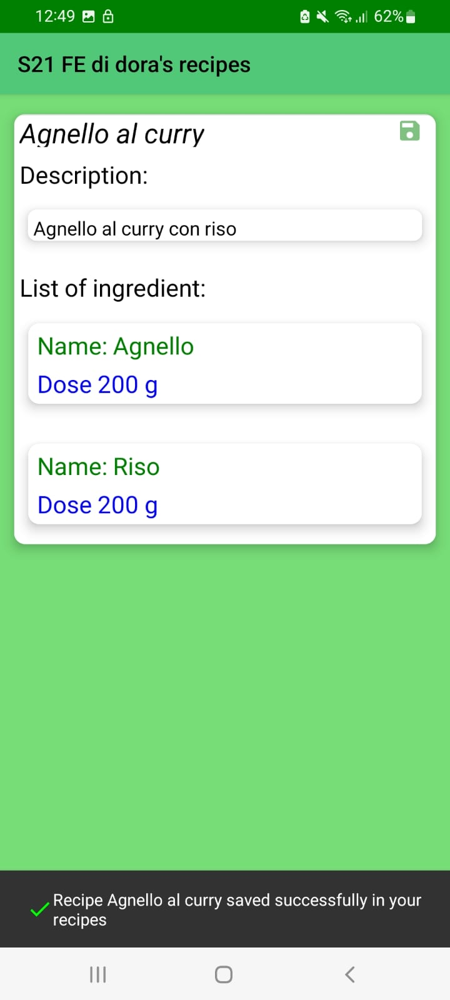 12:49
62%
S21 FE di dora's recipes
Agnello al curry
Description:
Agnello al curry con riso
List of ingredient:
Name: Agnello
Dose 200 g
Name: Riso
Dose 200 g
Recipe Agnello al curry saved successfully in your
recipes